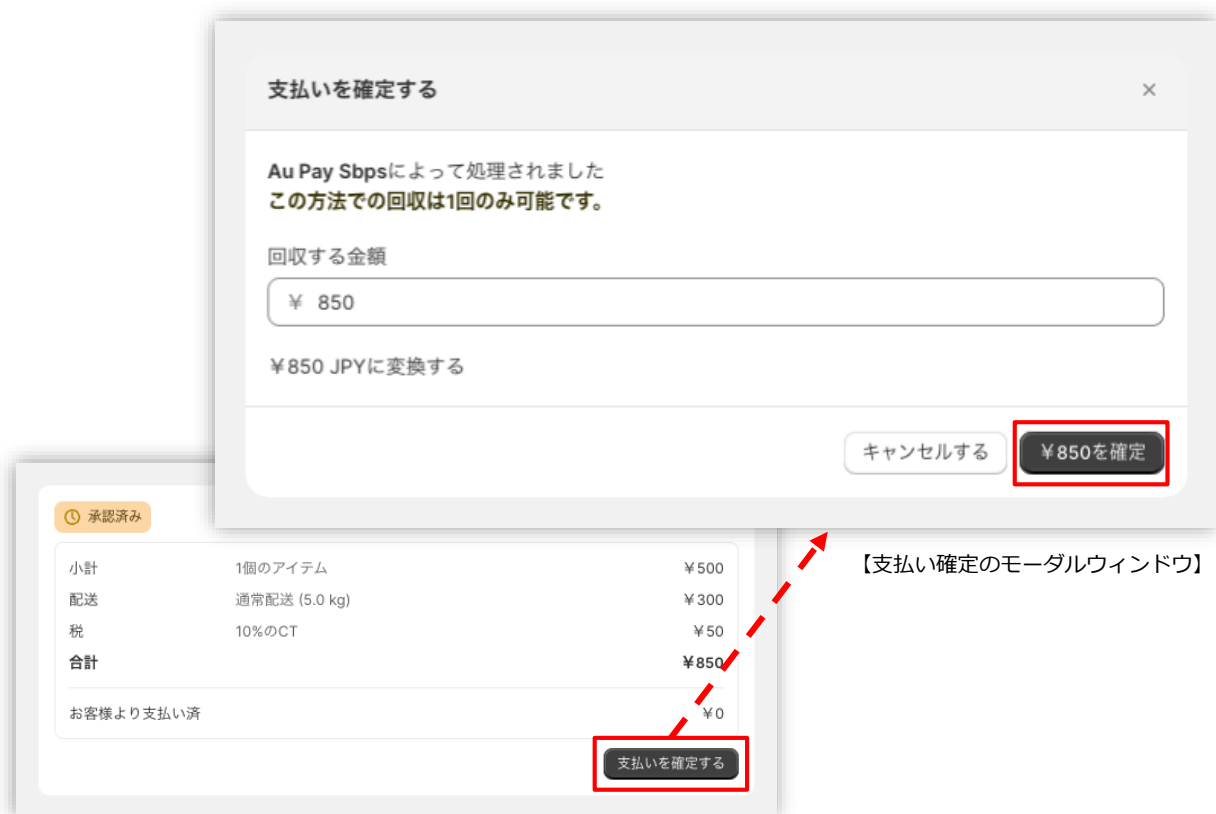 支払いを確定する
×
Au Pay Sbpsによって処理されました
この方法での回収は1回のみ可能です。
回収する金額
￥ 850
￥850 JPYに変換する
キャンセルする ￥850を確定
【支払い確定のモーダルウィンドウ】
承認済み
小計 1個のアイテム ￥500
配送 通常配送 (5.0 kg) ￥300
税 10%のCT ￥50
合計 ￥850
お客様より支払い済 ￥0
支払いを確定する